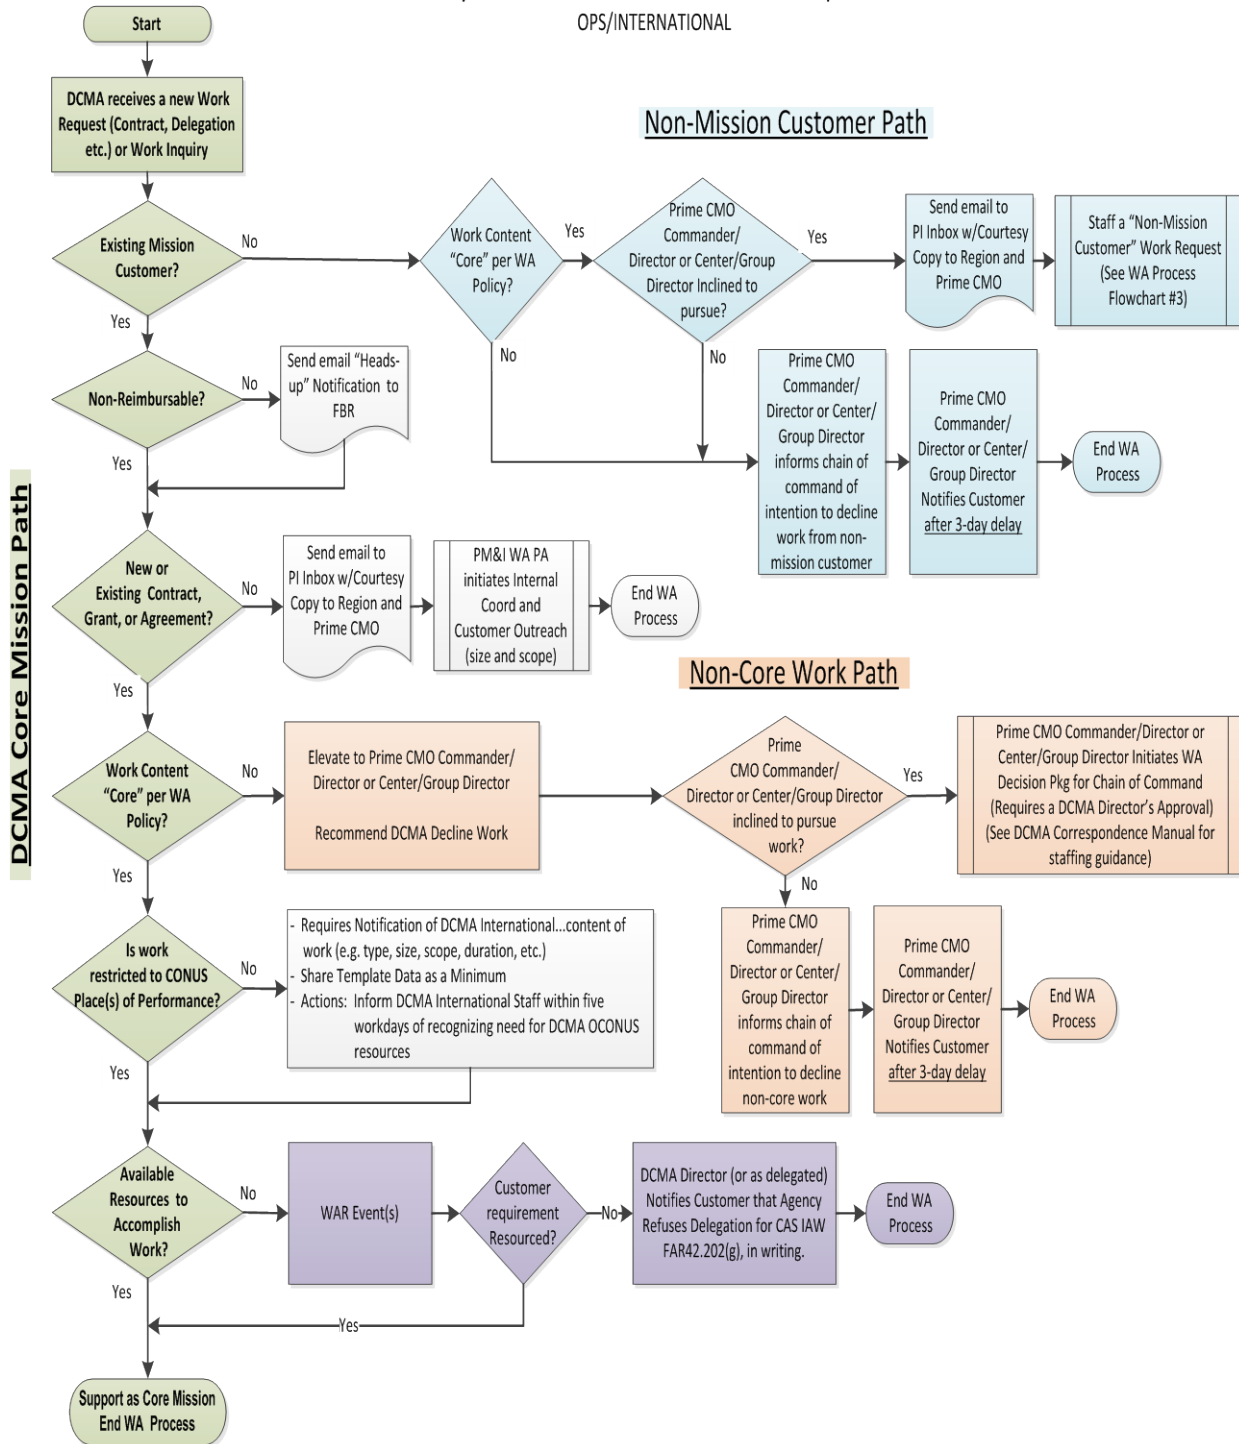 OPS/INTERNATIONAL
Start
DCMA receives a new Work
Request (Contract, Delegation
etc.) or Work Inquiry
Non-Mission Customer Path
Existing Mission
Customer?
No
Yes
Work Content
"Core" per WA
Policy?
Yes
No
Prime CMO
Commander/
Director or Center/Group
Director Inclined to
pursue?
Yes
No
Send email to
PI Inbox w/Courtesy
Copy to Region and
Prime CMO
Staff a "Non-Mission
Customer" Work Request
(See WA Process
Flowchart #3)
Prime CMO
Commander/
Director or Center/
Group Director
informs chain of
command of
intention to decline
work from non-
mission customer
Prime CMO
Commander/
Director or Center/
Group Director
Notifies Customer
after 3-day delay
End WA
Process
DCMA Core Mission Path
Non-Reimbursable?
No
Yes
Send email "Heads-
up" Notification to
FBR
New or
Existing Contract,
Grant, or Agreement?
No
Yes
Send email to
PI Inbox w/Courtesy
Copy to Region and
Prime CMO
PM&I WA PA
initiates Internal
Coord and
Customer Outreach
(size and scope)
End WA
Process
Non-Core Work Path
Work Content
"Core" per WA
Policy?
No
Yes
Elevate to Prime CMO Commander/
Director or Center/Group Director
Recommend DCMA Decline Work
Prime
CMO Commander/
Director or Center/Group Director
inclined to pursue
work?
Yes
No
Prime CMO Commander/Director or
Center/Group Director Initiates WA
Decision Pkg for Chain of Command
(Requires a DCMA Director's Approval)
(See DCMA Correspondence Manual for
staffing guidance)
Prime CMO
Commander/
Director or Center/
Group Director
informs chain of
command of
intention to decline
non-core work
Prime CMO
Commander/
Director or Center/
Group Director
Notifies Customer
after 3-day delay
End WA
Process
Is work
restricted to CONUS
Place(s) of Performance?
No
Yes
- Requires Notification of DCMA International...content of
work (e.g. type, size, scope, duration, etc.)
- Share Template Data as a Minimum
- Actions: Inform DCMA International Staff within five
workdays of recognizing need for DCMA OCONUS
resources
Available
Resources to
Accomplish
Work?
No
Yes
WAR Event(s)
Customer
requirement
Resourced?
No
Yes
DCMA Director (or as delegated)
Notifies Customer that Agency
Refuses Delegation for CAS IAW
FAR42.202(g), in writing.
End WA
Process
Support as Core Mission
End WA Process